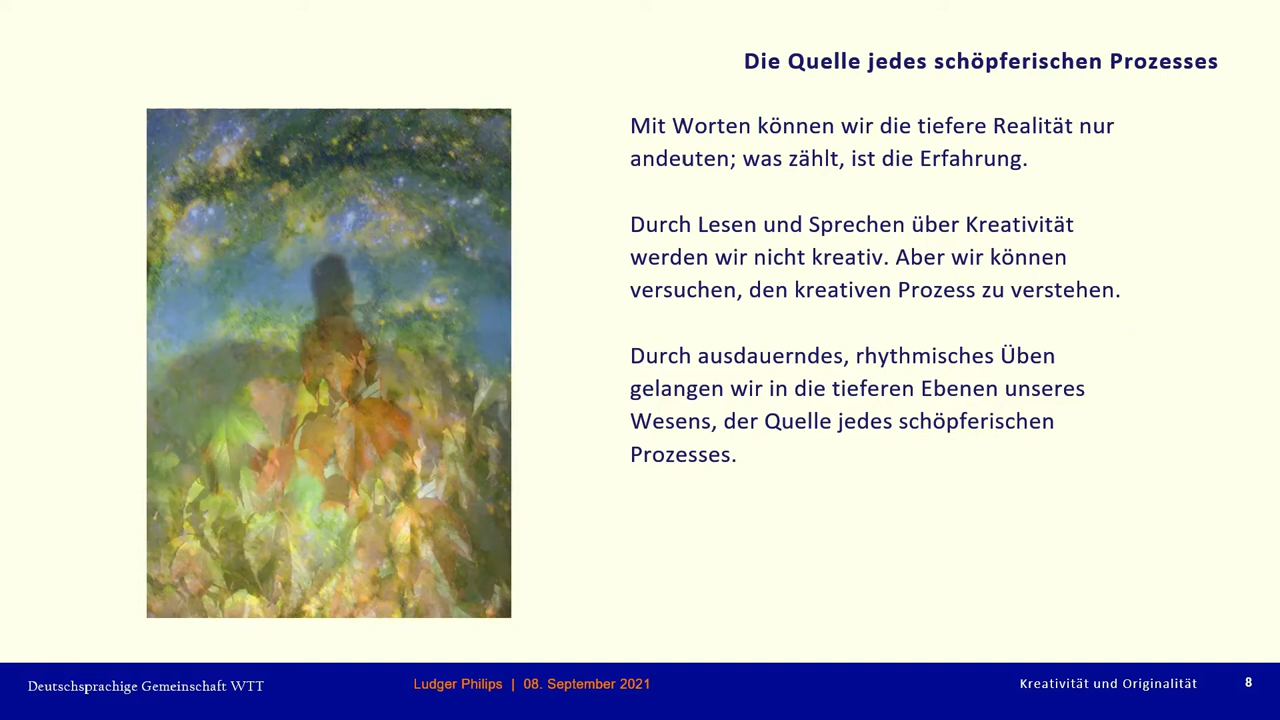 Die Quelle jedes schöpferischen Prozesses
Mit Worten können wir die tiefere Realität nur
andeuten; was zählt, ist die Erfahrung.
Durch Lesen und Sprechen über Kreativität
werden wir nicht kreativ. Aber wir können
versuchen, den kreativen Prozess zu verstehen.
Durch ausdauerndes, rhythmisches Üben
gelangen wir in die tieferen Ebenen unseres
Wesens, der Quelle jedes schöpferischen
Prozesses.
Deutschsprachige Gemeinschaft WTT
Ludger Philips | 08. September 2021
Kreativität und Originalität
8